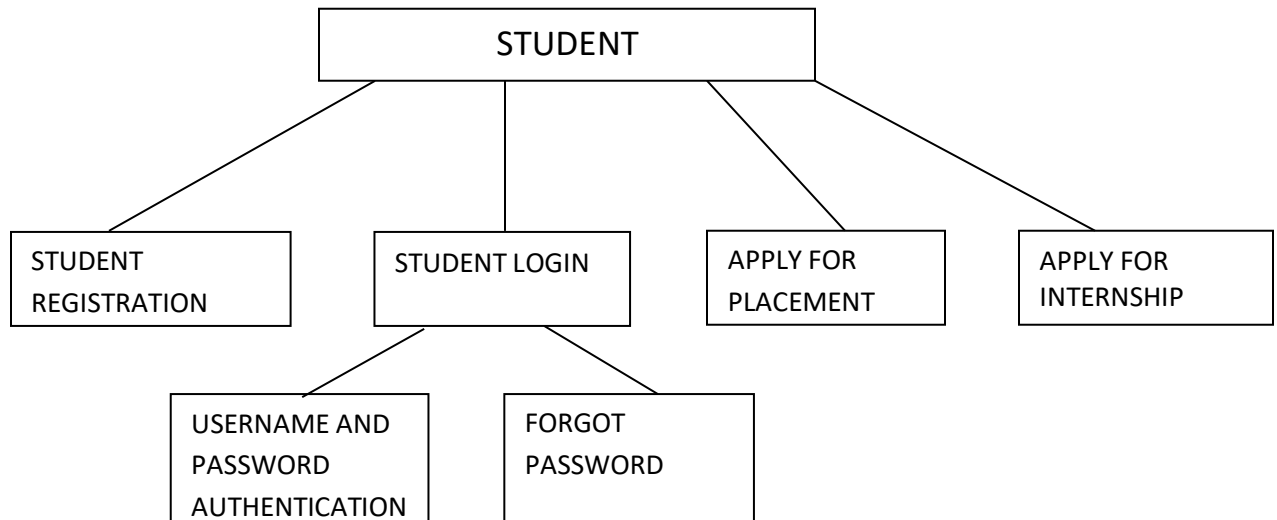 STUDENT
STUDENT
REGISTRATION
STUDENT LOGIN
APPLY FOR
PLACEMENT
APPLY FOR
INTERNSHIP
USERNAME AND
PASSWORD
AUTHENTICATION
FORGOT
PASSWORD